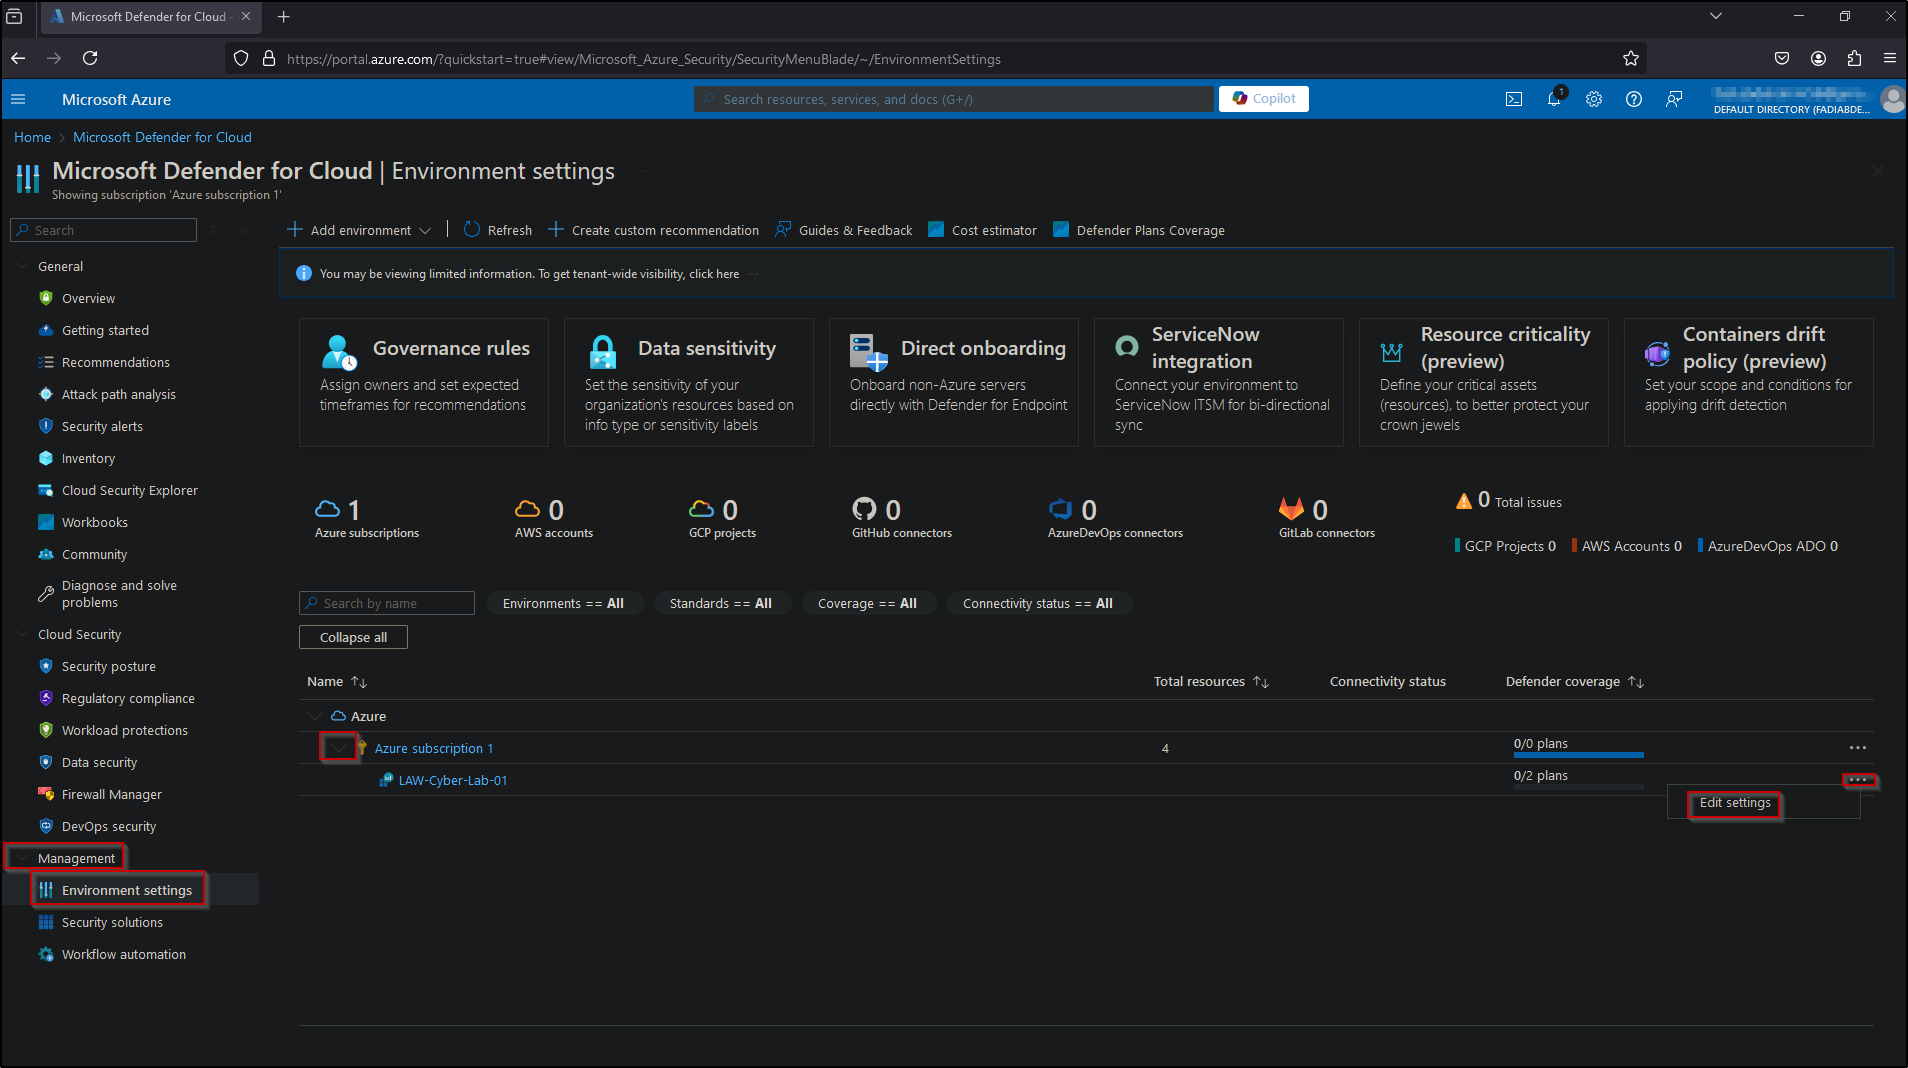 Microsoft Defender for Cloud -
https://portal.azure.com/?quickstart=true#view/Microsoft_Azure_Security/SecurityMenuBlade/~/EnvironmentSettings
Microsoft Azure
Search resources, services, and docs (G+/)
Copilot
1
DEFAULT DIRECTORY (FADIABDE...
Home > Microsoft Defender for Cloud
Microsoft Defender for Cloud | Environment settings
Showing subscription 'Azure subscription 1'
Search
Add environment
Refresh
Create custom recommendation
Guides & Feedback
Cost estimator
Defender Plans Coverage
You may be viewing limited information. To get tenant-wide visibility, click here
General
Overview
Getting started
Recommendations
Attack path analysis
Security alerts
Inventory
Cloud Security Explorer
Workbooks
Community
Diagnose and solve
problems
Cloud Security
Security posture
Regulatory compliance
Workload protections
Data security
Firewall Manager
DevOps security
Management
Environment settings
Security solutions
Workflow automation
Governance rules
Assign owners and set expected
timeframes for recommendations
Data sensitivity
Set the sensitivity of your
organization's resources based on
info type or sensitivity labels
Direct onboarding
Onboard non-Azure servers
directly with Defender for Endpoint
ServiceNow
integration
Connect your environment to
ServiceNow ITSM for bi-directional
sync
Resource criticality
(preview)
Define your critical assets
(resources), to better protect your
crown jewels
Containers drift
policy (preview)
Set your scope and conditions for
applying drift detection
1
Azure subscriptions
0
AWS accounts
0
GCP projects
0
GitHub connectors
0
AzureDevOps connectors
0
GitLab connectors
0 Total issues
GCP Projects 0
AWS Accounts 0
AzureDevOps ADO 0
Search by name
Environments == All
Standards == All
Coverage == All
Connectivity status == All
Collapse all
Name
Total resources
Connectivity status
Defender coverage
Azure
Azure subscription 1
4
0/0 plans
LAW-Cyber-Lab-01
0/2 plans
Edit settings